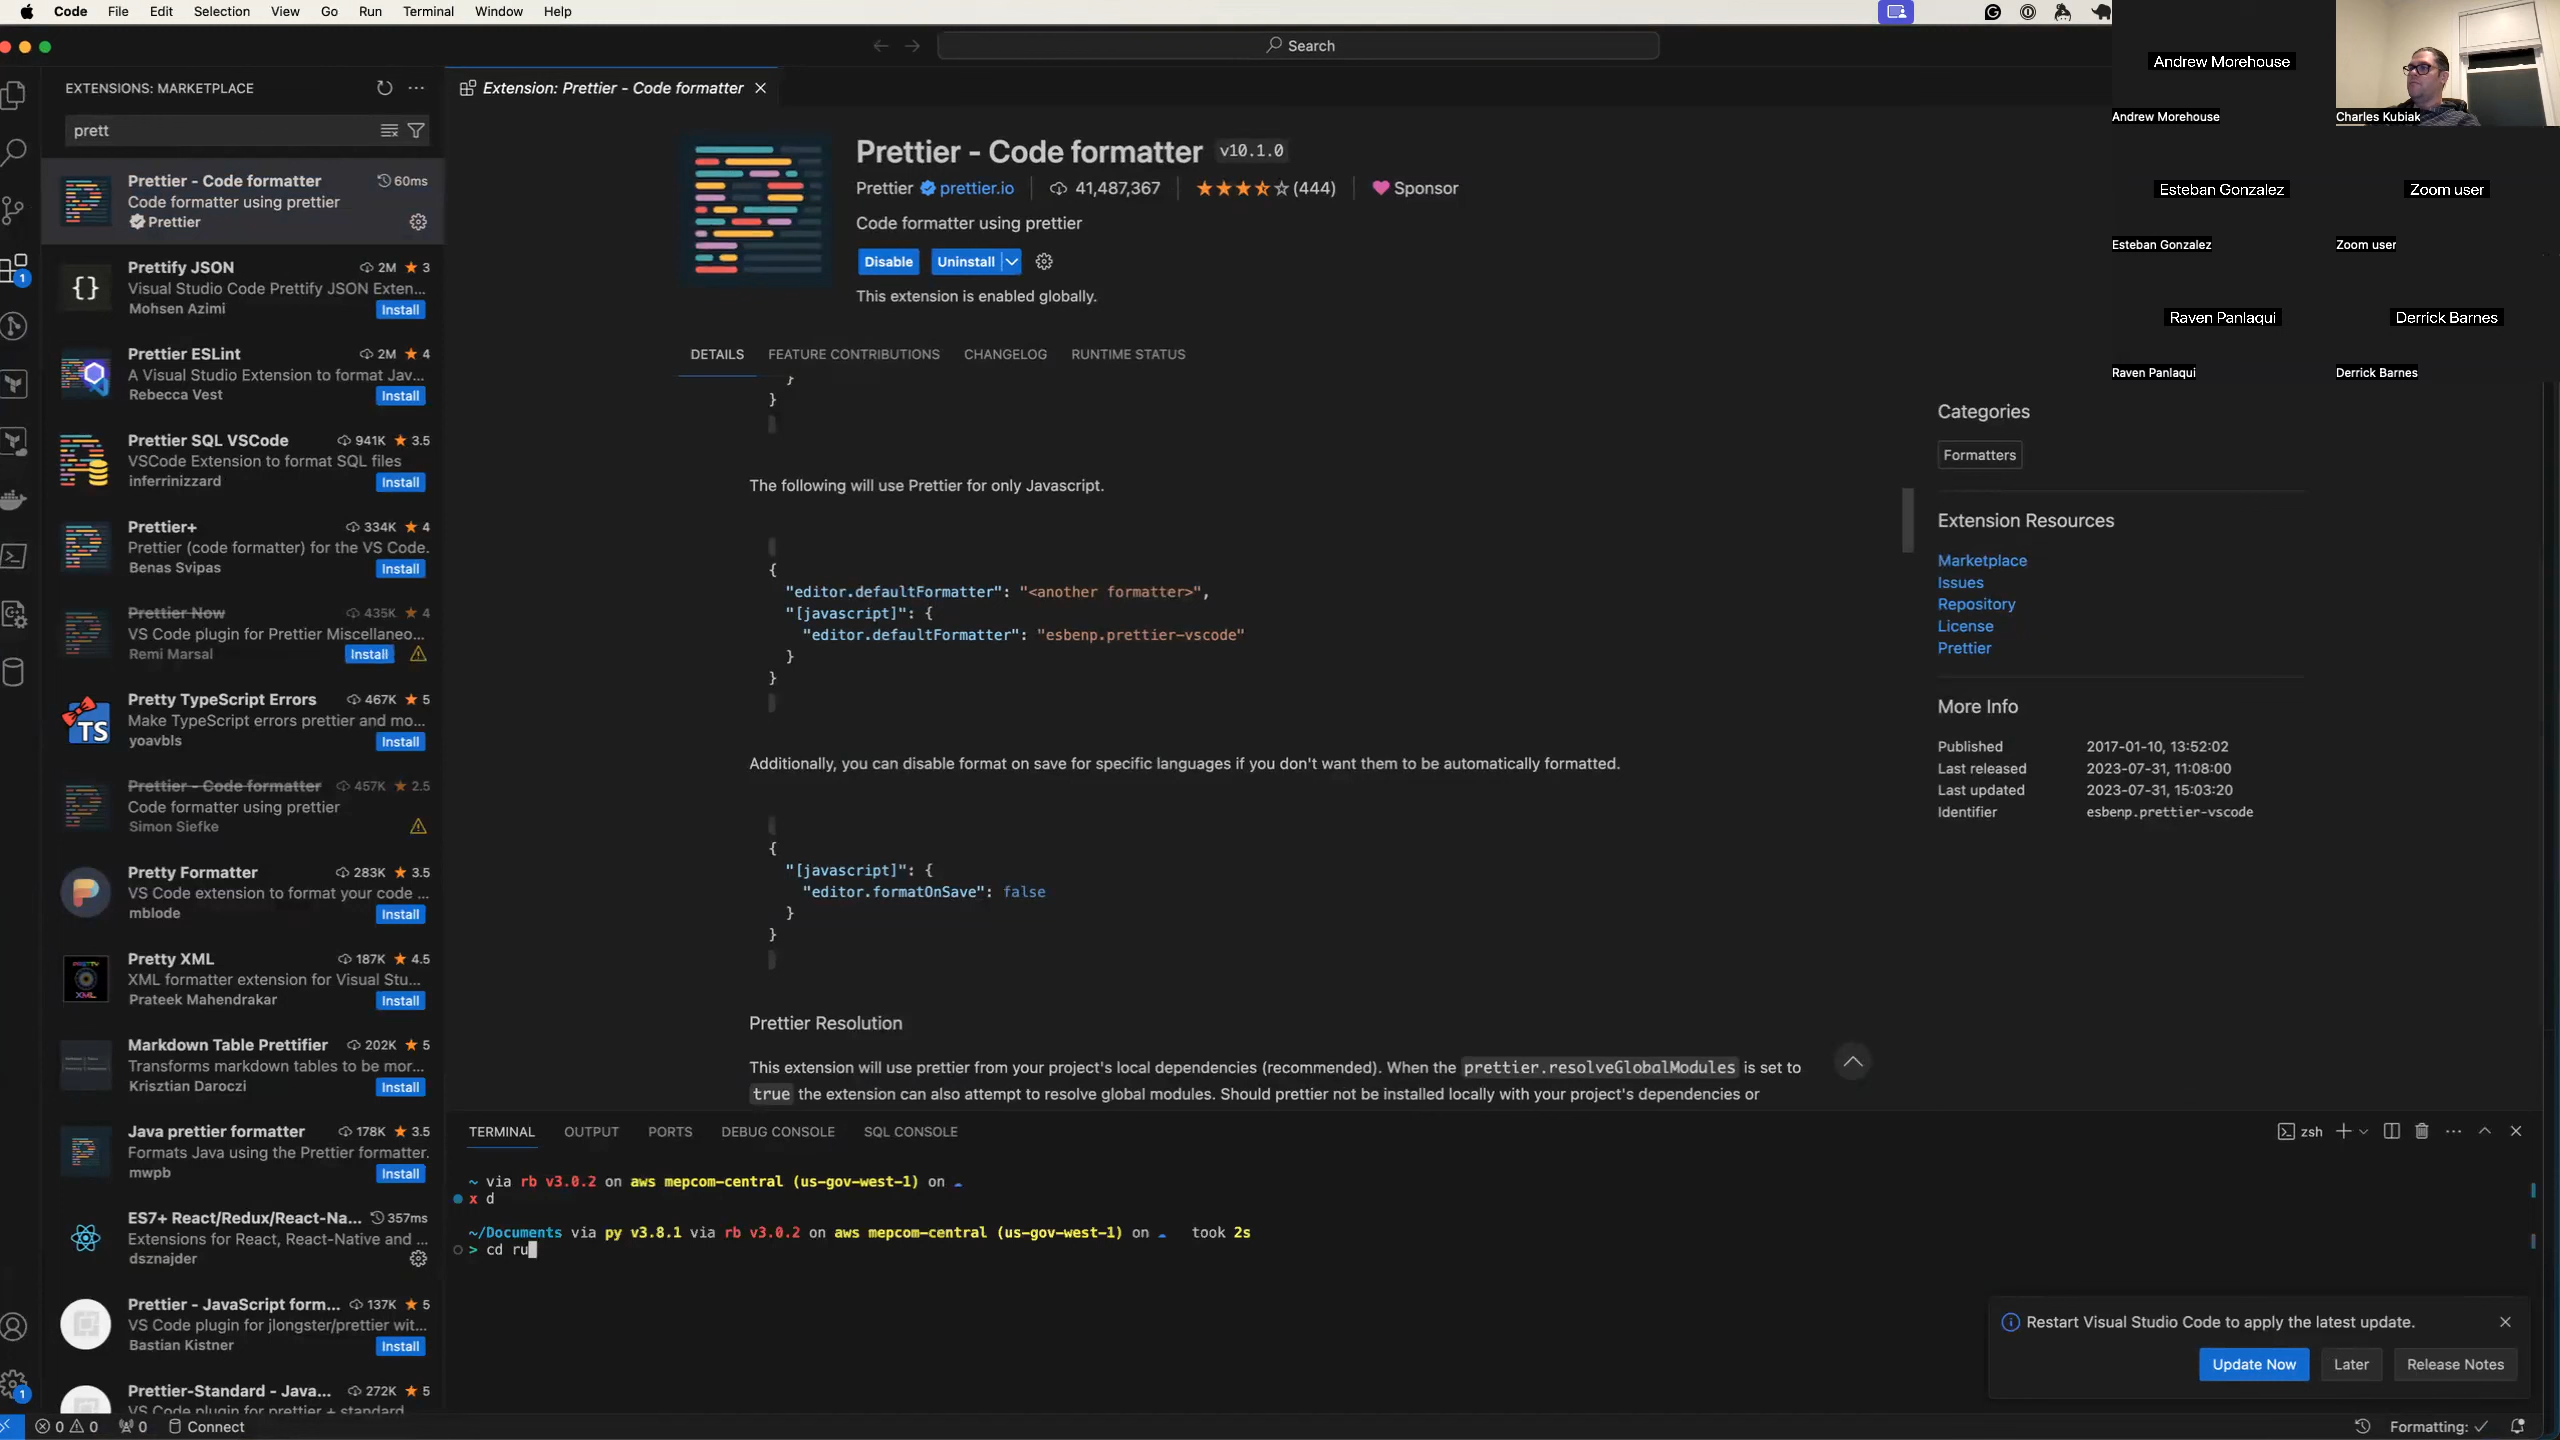 Code File Edit Selection View Go Run Terminal Window Help
Search
EXTENSIONS: MARKETPLACE
prett
Prettier - Code formatter 60ms
Code formatter using prettier
Prettier
Prettify JSON 2M ★ 3
Visual Studio Code Prettify JSON Exten...
Mohsen Azimi Install
Prettier ESLint 2M ★ 4
A Visual Studio Extension to format Jav...
Rebecca Vest Install
Prettier SQL VSCode 941K ★ 3.5
VSCode Extension to format SQL files
inferrinizzard Install
Prettier+ 334K ★ 4
Prettier (code formatter) for the VS Code.
Benas Svipas Install
Prettier Now 435K ★ 4
VS Code plugin for Prettier Miscellaneo...
Remi Marsal Install
Pretty TypeScript Errors 467K ★ 5
TS
Make TypeScript errors prettier and mo...
yoavbls Install
Prettier - Code formatter 457K ★ 2.5
Code formatter using prettier
Simon Siefke
Pretty Formatter 283K ★ 3.5
VS Code extension to format your code ...
mblode Install
Pretty XML 187K ★ 4.5
XML formatter extension for Visual Stu...
Prateek Mahendrakar Install
Markdown Table Prettifier 202K ★ 5
Transforms markdown tables to be mor...
Krisztian Daroczi Install
Java prettier formatter 178K ★ 3.5
Formats Java using the Prettier formatter.
mwpb Install
ES7+ React/Redux/React-Na... 357ms
Extensions for React, React-Native and ...
dsznajder
Prettier - JavaScript form... 137K ★ 5
VS Code plugin for jlongster/prettier wit...
Bastian Kistner Install
Prettier-Standard - Java... 272K ★ 5
VS Code plugin for prettier + standard
1
1
Extension: Prettier - Code formatter
Prettier - Code formatter v10.1.0
Prettier prettier.io 41,487,367 (444) Sponsor
Code formatter using prettier
Disable Uninstall
This extension is enabled globally.
DETAILS FEATURE CONTRIBUTIONS CHANGELOG RUNTIME STATUS
}
}
The following will use Prettier for only Javascript.
{
"editor.defaultFormatter": "<another formatter>",
"[javascript]": {
"editor.defaultFormatter": "esbenp.prettier-vscode"
}
}
Additionally, you can disable format on save for specific languages if you don't want them to be automatically formatted.
{
"[javascript]": {
"editor.formatOnSave": false
}
}
Prettier Resolution
This extension will use prettier from your project's local dependencies (recommended). When the prettier.resolveGlobalModules is set to
true the extension can also attempt to resolve global modules. Should prettier not be installed locally with your project's dependencies or
Categories
Formatters
Extension Resources
Marketplace
Issues
Repository
License
Prettier
More Info
Published 2017-01-10, 13:52:02
Last released 2023-07-31, 11:08:00
Last updated 2023-07-31, 15:03:20
Identifier esbenp.prettier-vscode
Andrew Morehouse
Andrew Morehouse
Charles Kubiak
Esteban Gonzalez
Esteban Gonzalez
Zoom user
Zoom user
Raven Panlaqui
Raven Panlaqui
Derrick Barnes
Derrick Barnes
TERMINAL OUTPUT PORTS DEBUG CONSOLE SQL CONSOLE
zsh
~ via rb v3.0.2 on aws mepcom-central (us-gov-west-1) on
x d
~/Documents via py v3.8.1 via rb v3.0.2 on aws mepcom-central (us-gov-west-1) on took 2s
> cd ru
Restart Visual Studio Code to apply the latest update.
Update Now Later Release Notes
0 0 0 Connect
Formatting: